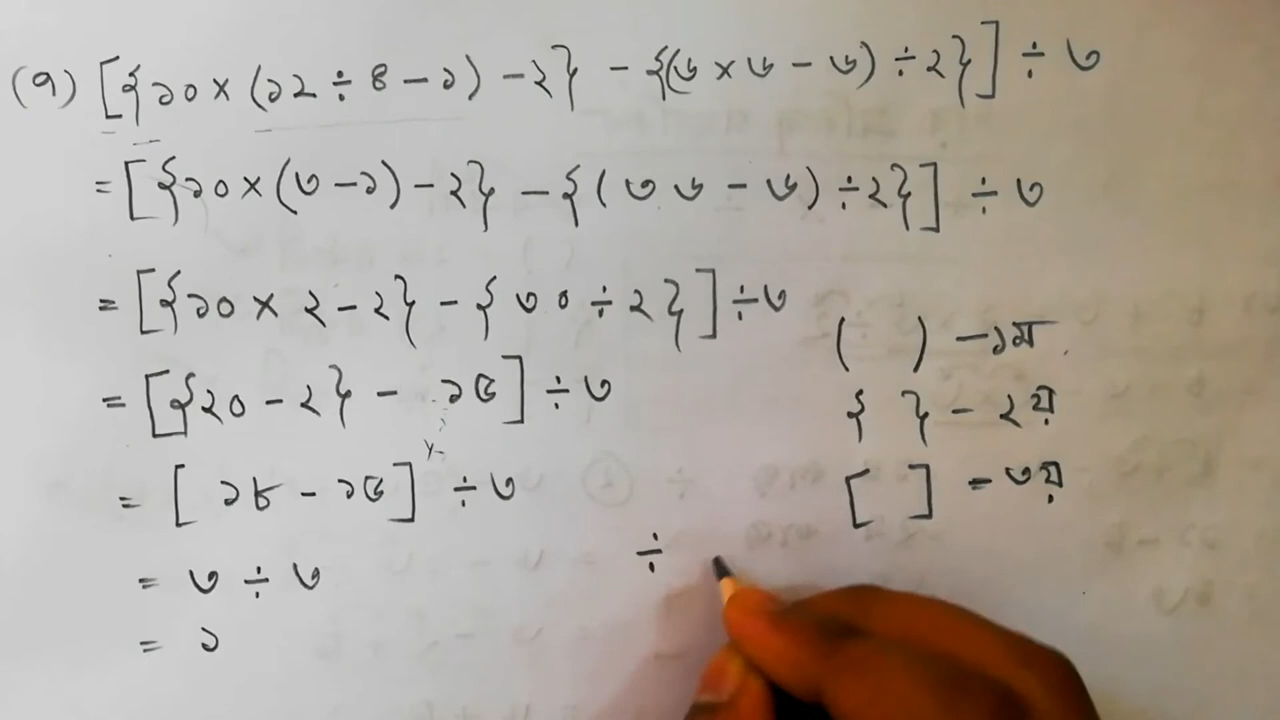 (৭) [{১০ × (১২ ÷ ৪ - ১) - ২} - {(৬ × ৬ - ৬) ÷ ২}] ÷ ৩
= [{১০ × (৩ - ১) - ২} - {(৩৬ - ৬) ÷ ২}] ÷ ৩
= [{১০ × ২ - ২} - {৩০ ÷ ২}] ÷ ৩
= [{২০ - ২} - ১৫] ÷ ৩
= [১৮ - ১৫] ÷ ৩
= ৩ ÷ ৩
= ১
( ) - ১ম
{ } - ২য়
[ ] - ৩য়
÷